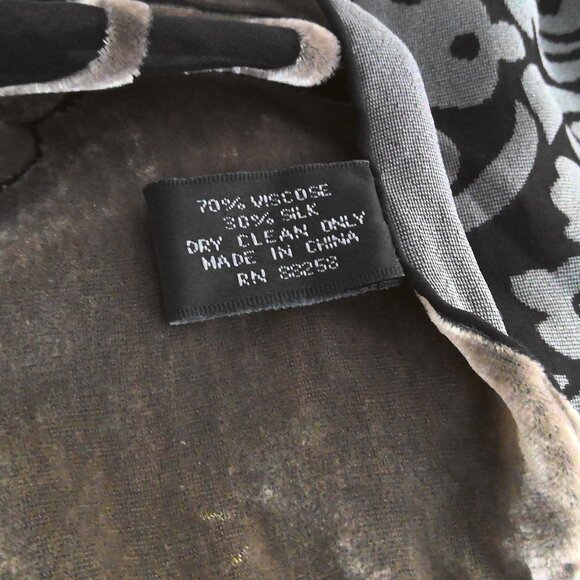 70% VISCOSE
30% SILK
DRY CLEAN ONLY
MADE IN CHINA
RN 88253